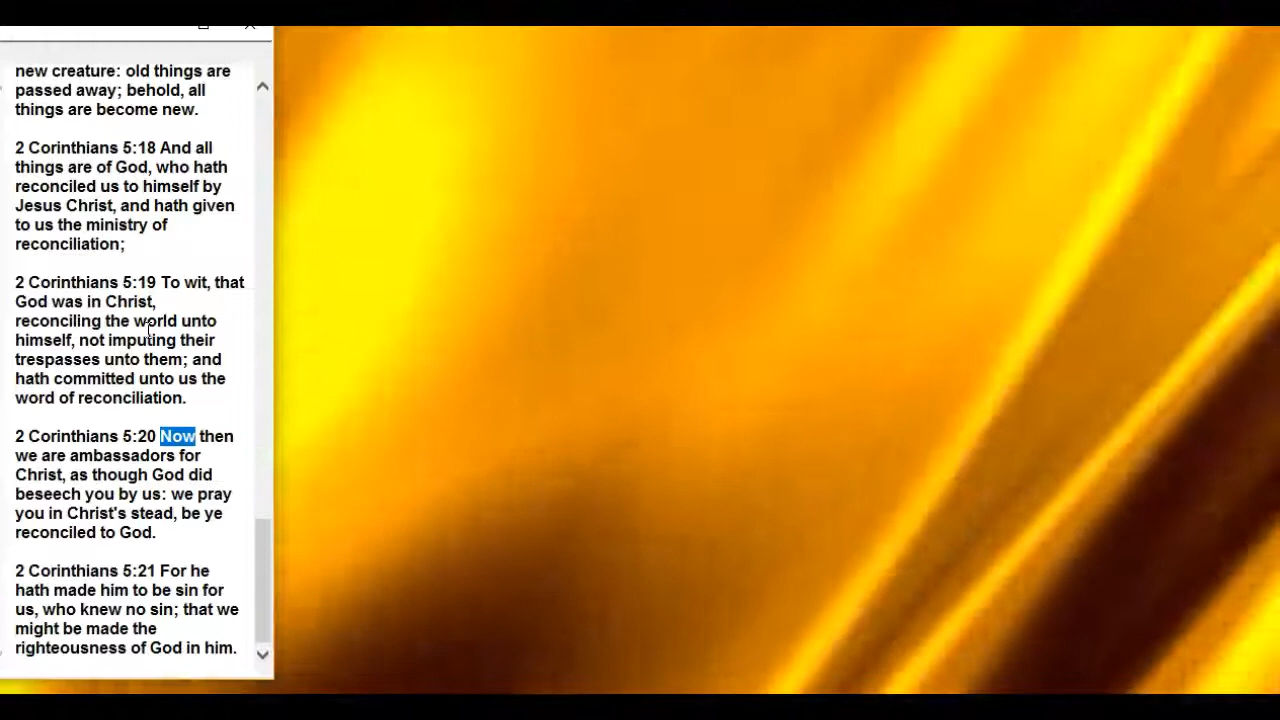 new creature: old things are
passed away; behold, all
things are become new.
2 Corinthians 5:18 And all
things are of God, who hath
reconciled us to himself by
Jesus Christ, and hath given
to us the ministry of
reconciliation;
2 Corinthians 5:19 To wit, that
God was in Christ,
reconciling the world unto
himself, not imputing their
trespasses unto them; and
hath committed unto us the
word of reconciliation.
2 Corinthians 5:20 Now then
we are ambassadors for
Christ, as though God did
beseech you by us: we pray
you in Christ's stead, be ye
reconciled to God.
2 Corinthians 5:21 For he
hath made him to be sin for
us, who knew no sin; that we
might be made the
righteousness of God in him.